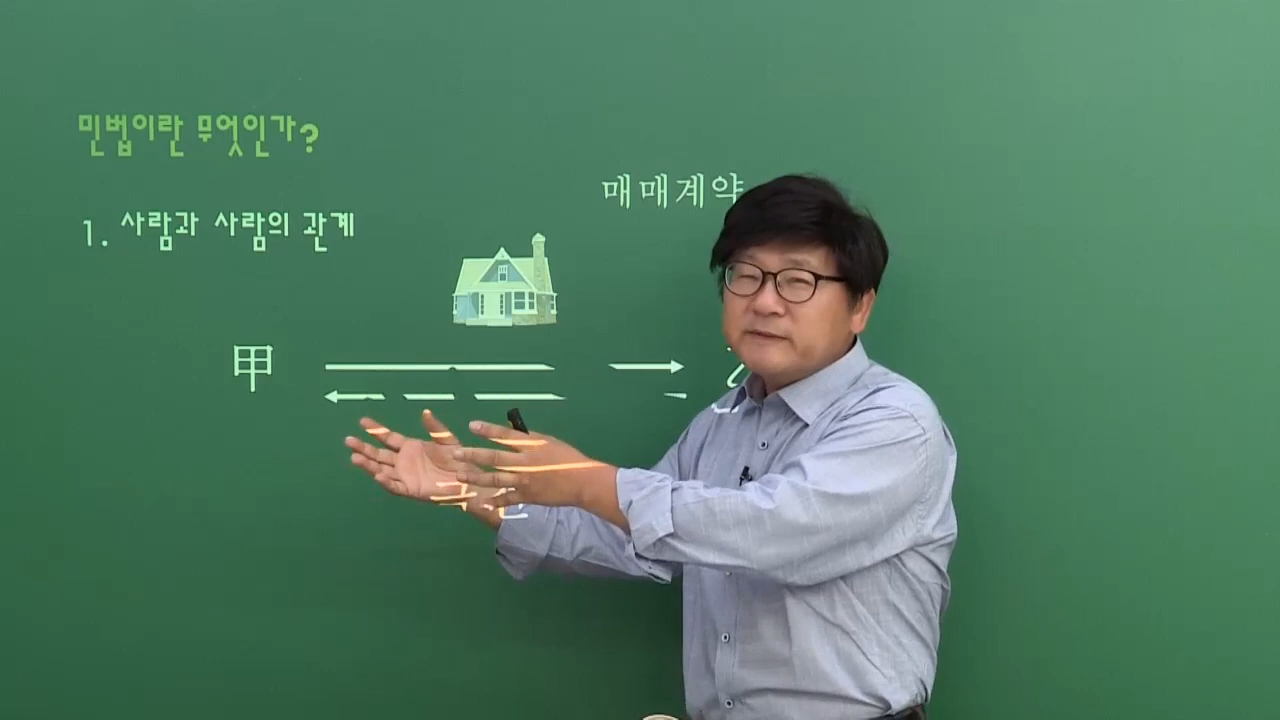 민법이란 무엇인가?
매매계약
1. 사람과 사람의 관계
甲